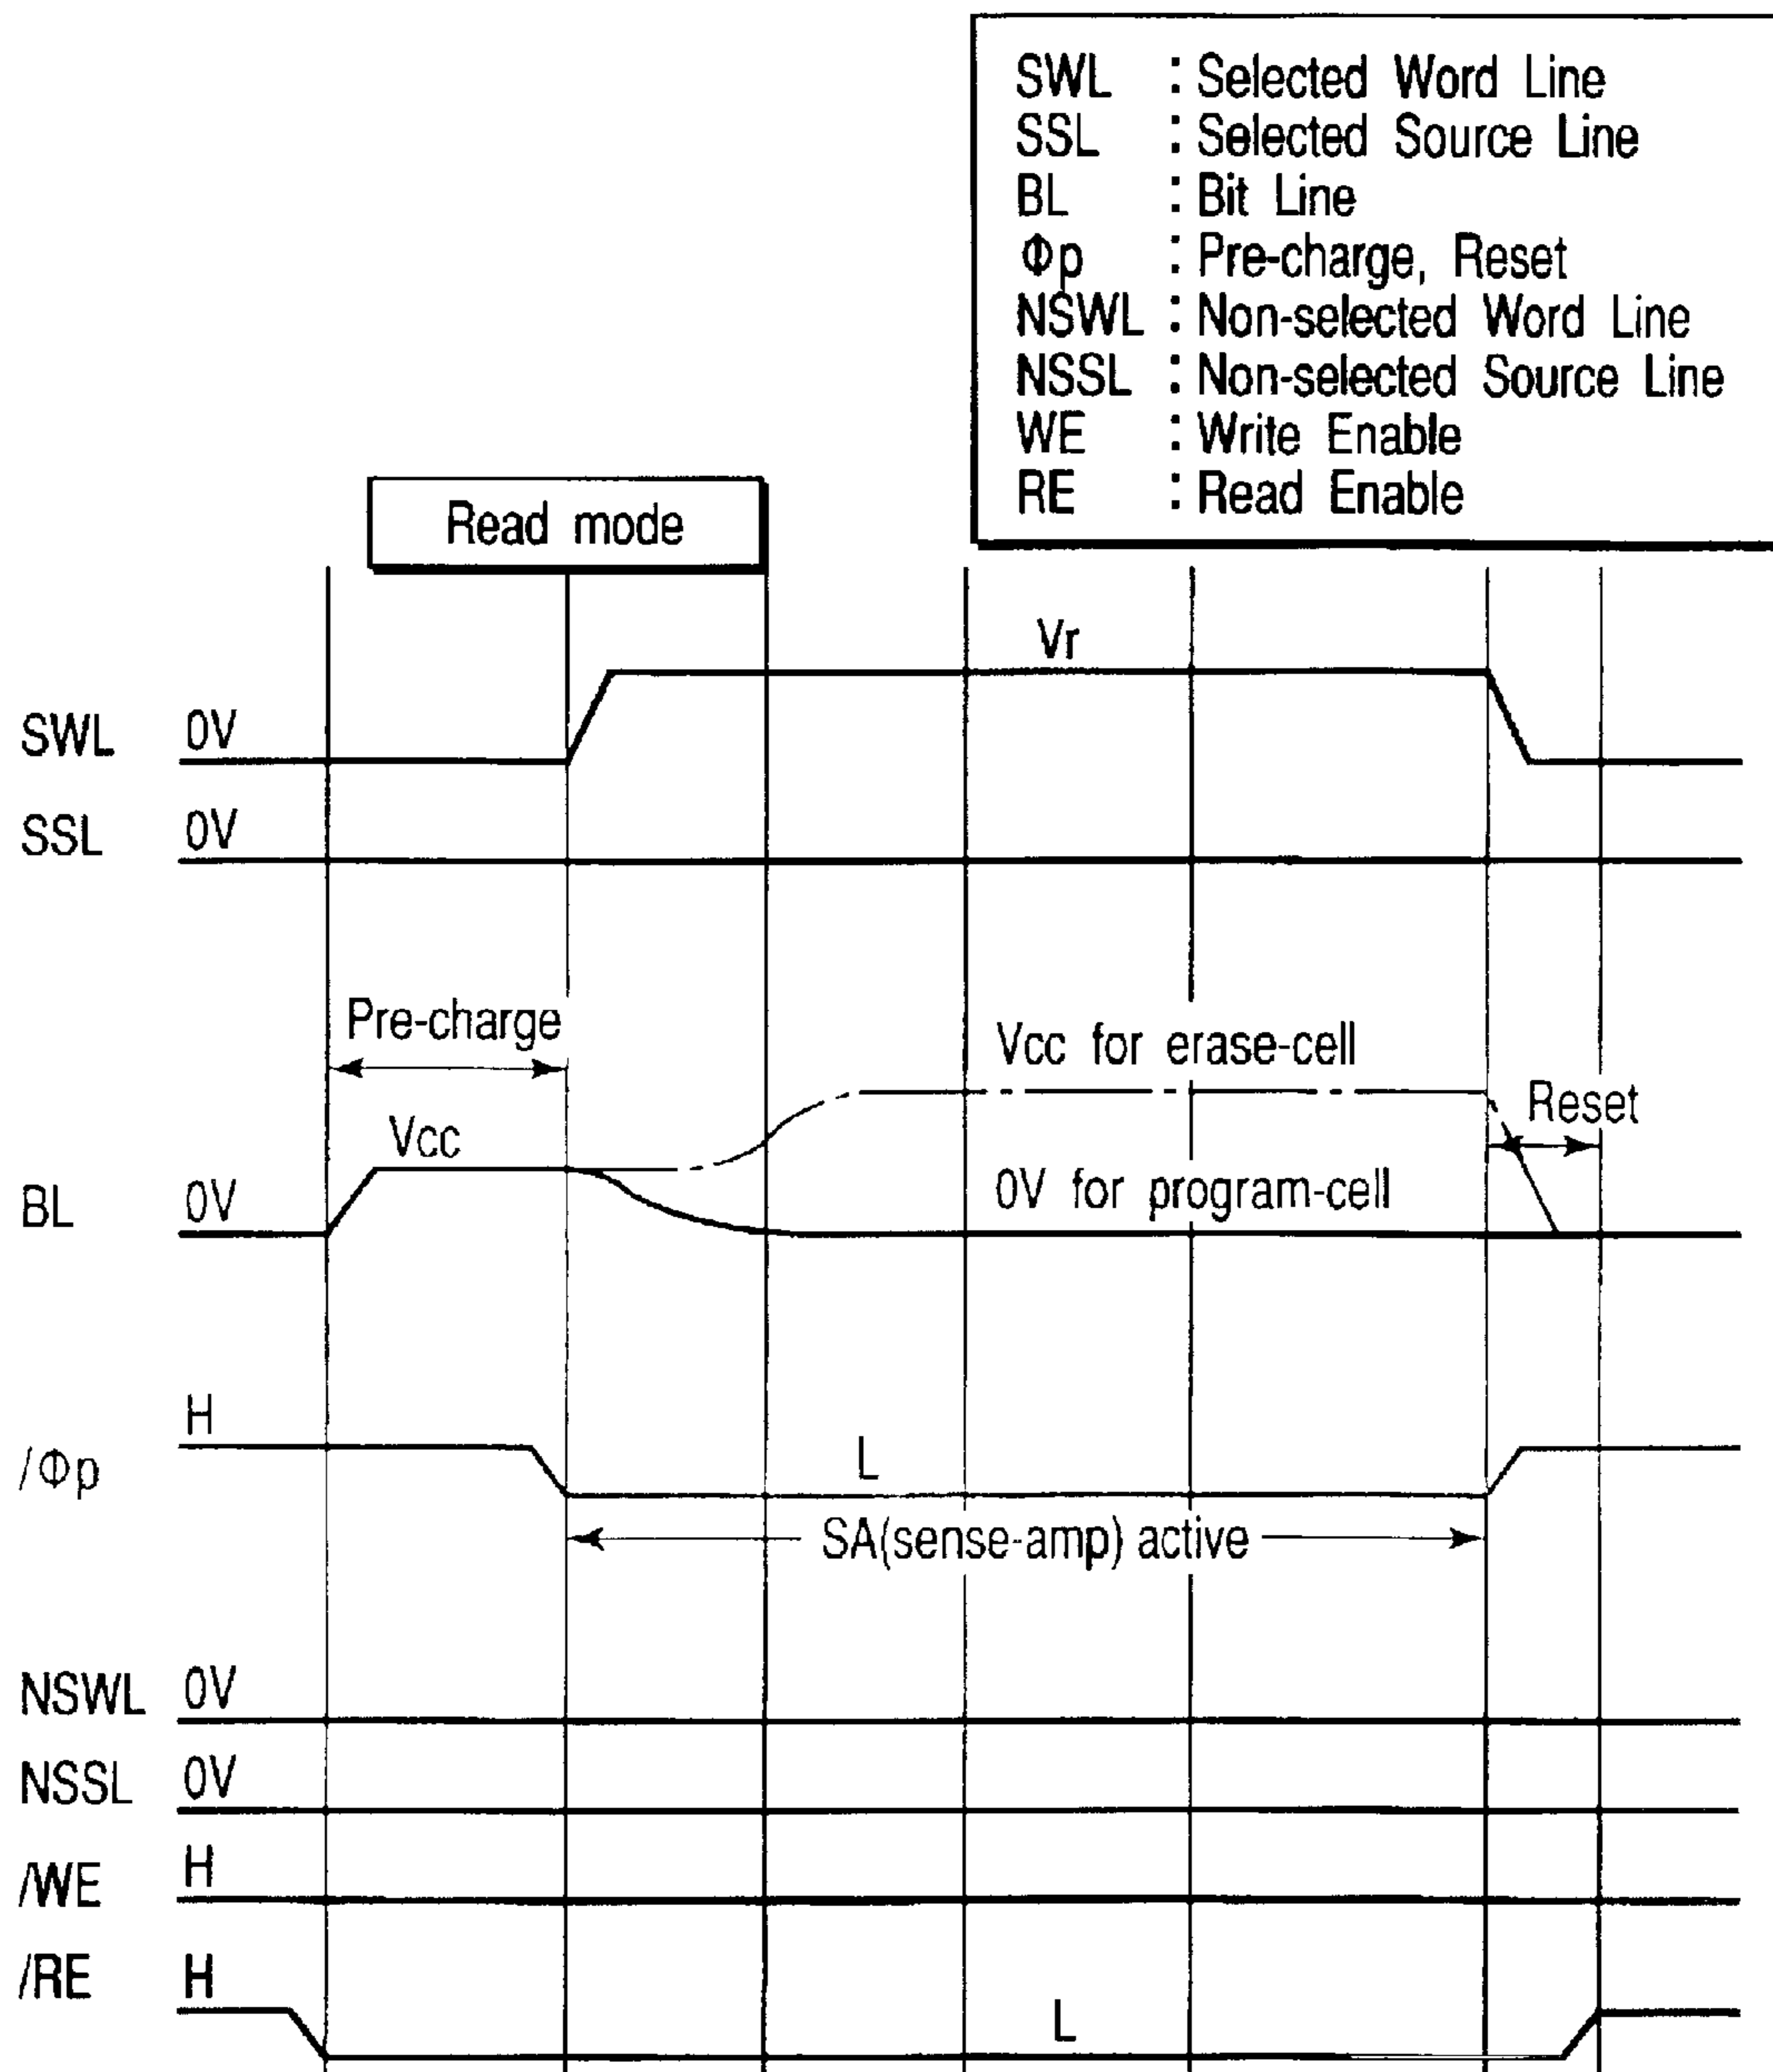 SWL : Selected Word Line
SSL : Selected Source Line
BL : Bit Line
Φp : Pre-charge, Reset
NSWL : Non-selected Word Line
NSSL : Non-selected Source Line
WE : Write Enable
RE : Read Enable
Read mode
Vr
SWL 0V
SSL 0V
Pre-charge
Vcc for erase-cell
Reset
Vcc
BL 0V
0V for program-cell
H
/Φp
L
SA(sense-amp) active
NSWL 0V
NSSL 0V
/WE H
/RE H
L